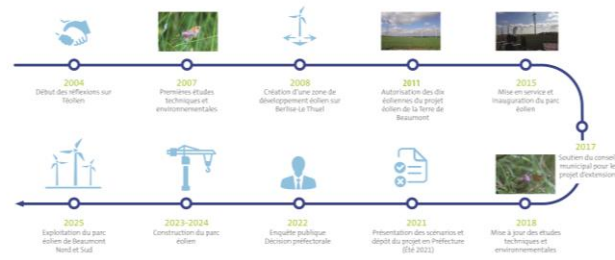 2004
Début des réflexions sur
l'éolien
2007
Premières études
techniques et
environnementales
2008
Création d'une zone de
développement éolien sur
Berlise-Le Thuel
2011
Autorisation des dix
éoliennes du projet
éolien de la Terre de
Beaumont
2015
Mise en service et
inauguration du parc
éolien
2017
Soutien du conseil
municipal pour le
projet d'extension
2018
Mise à jour des études
techniques et
environnementales
2021
Présentation des scénarios et
dépôt du projet en Préfecture
(Été 2021)
2022
Enquête publique
Décision préfectorale
2023-2024
Construction du parc
éolien
2025
Exploitation du parc
éolien de Beaumont
Nord et Sud